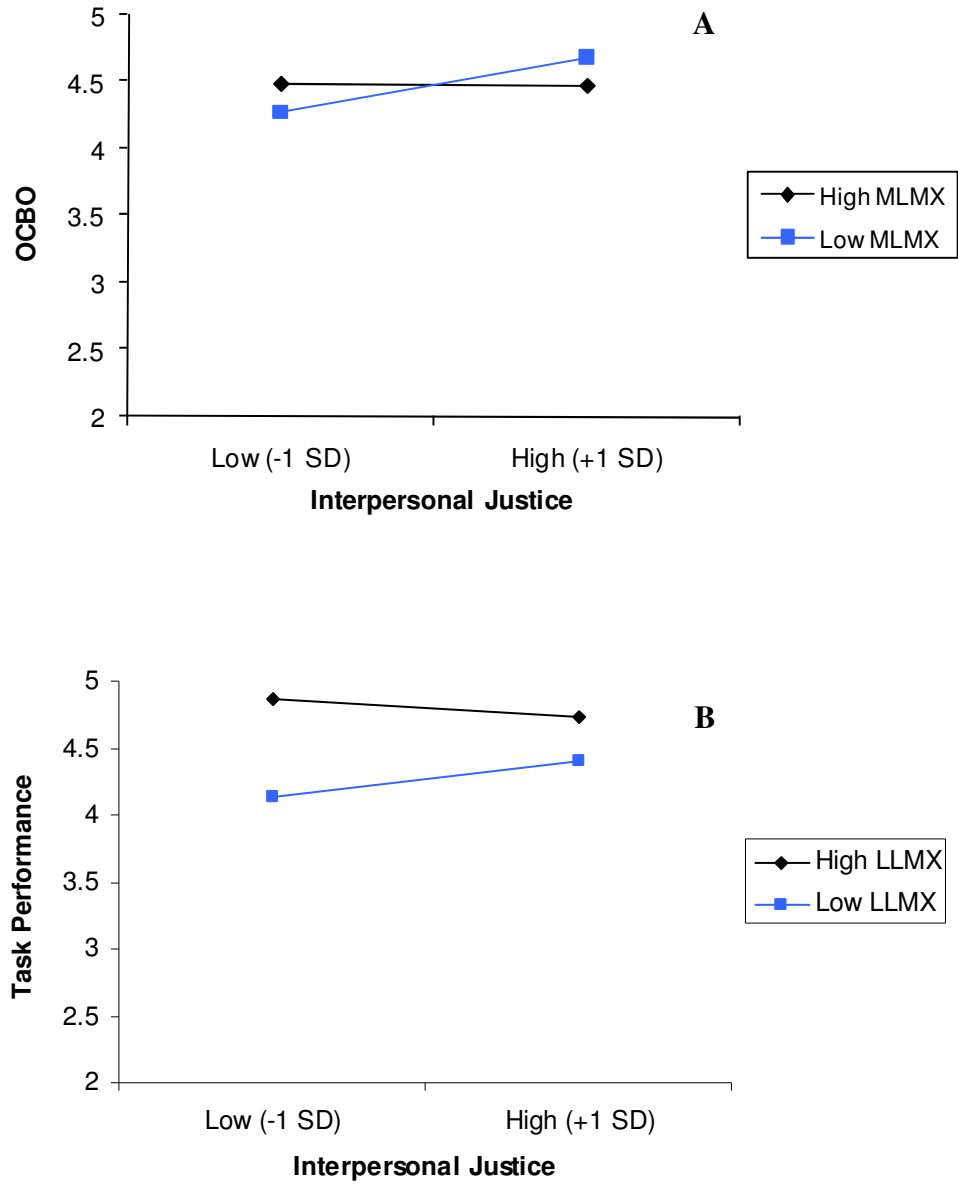 A
5
4.5
4
3.5
3
2.5
2
OCBO
Low (-1 SD)
High (+1 SD)
Interpersonal Justice
High MLMX
Low MLMX
B
5
4.5
4
3.5
3
2.5
2
Task Performance
Low (-1 SD)
High (+1 SD)
Interpersonal Justice
High LLMX
Low LLMX